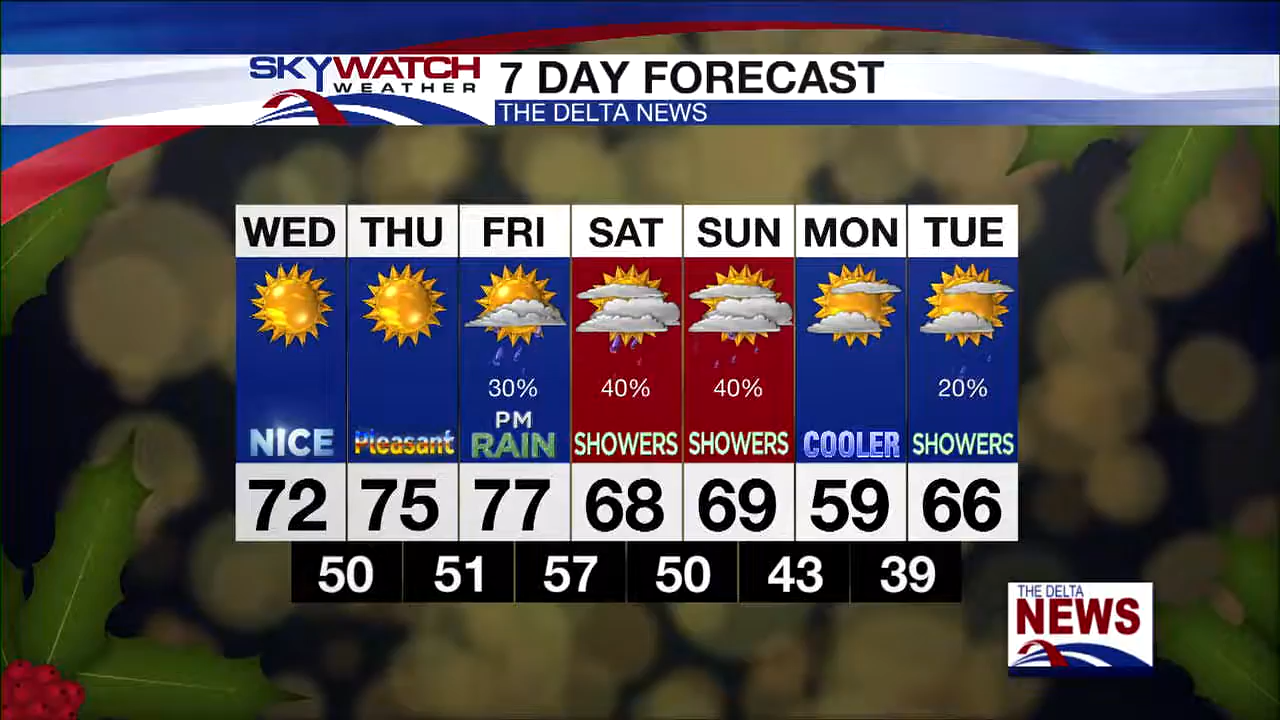 SKYWATCH
WEATHER
7 DAY FORECAST
THE DELTA NEWS
WED THU FRI SAT SUN MON TUE
30% 40% 40% 20%
PM
NICE Pleasant RAIN SHOWERS SHOWERS COOLER SHOWERS
72 75 77 68 69 59 66
50 51 57 50 43 39
THE DELTA
NEWS